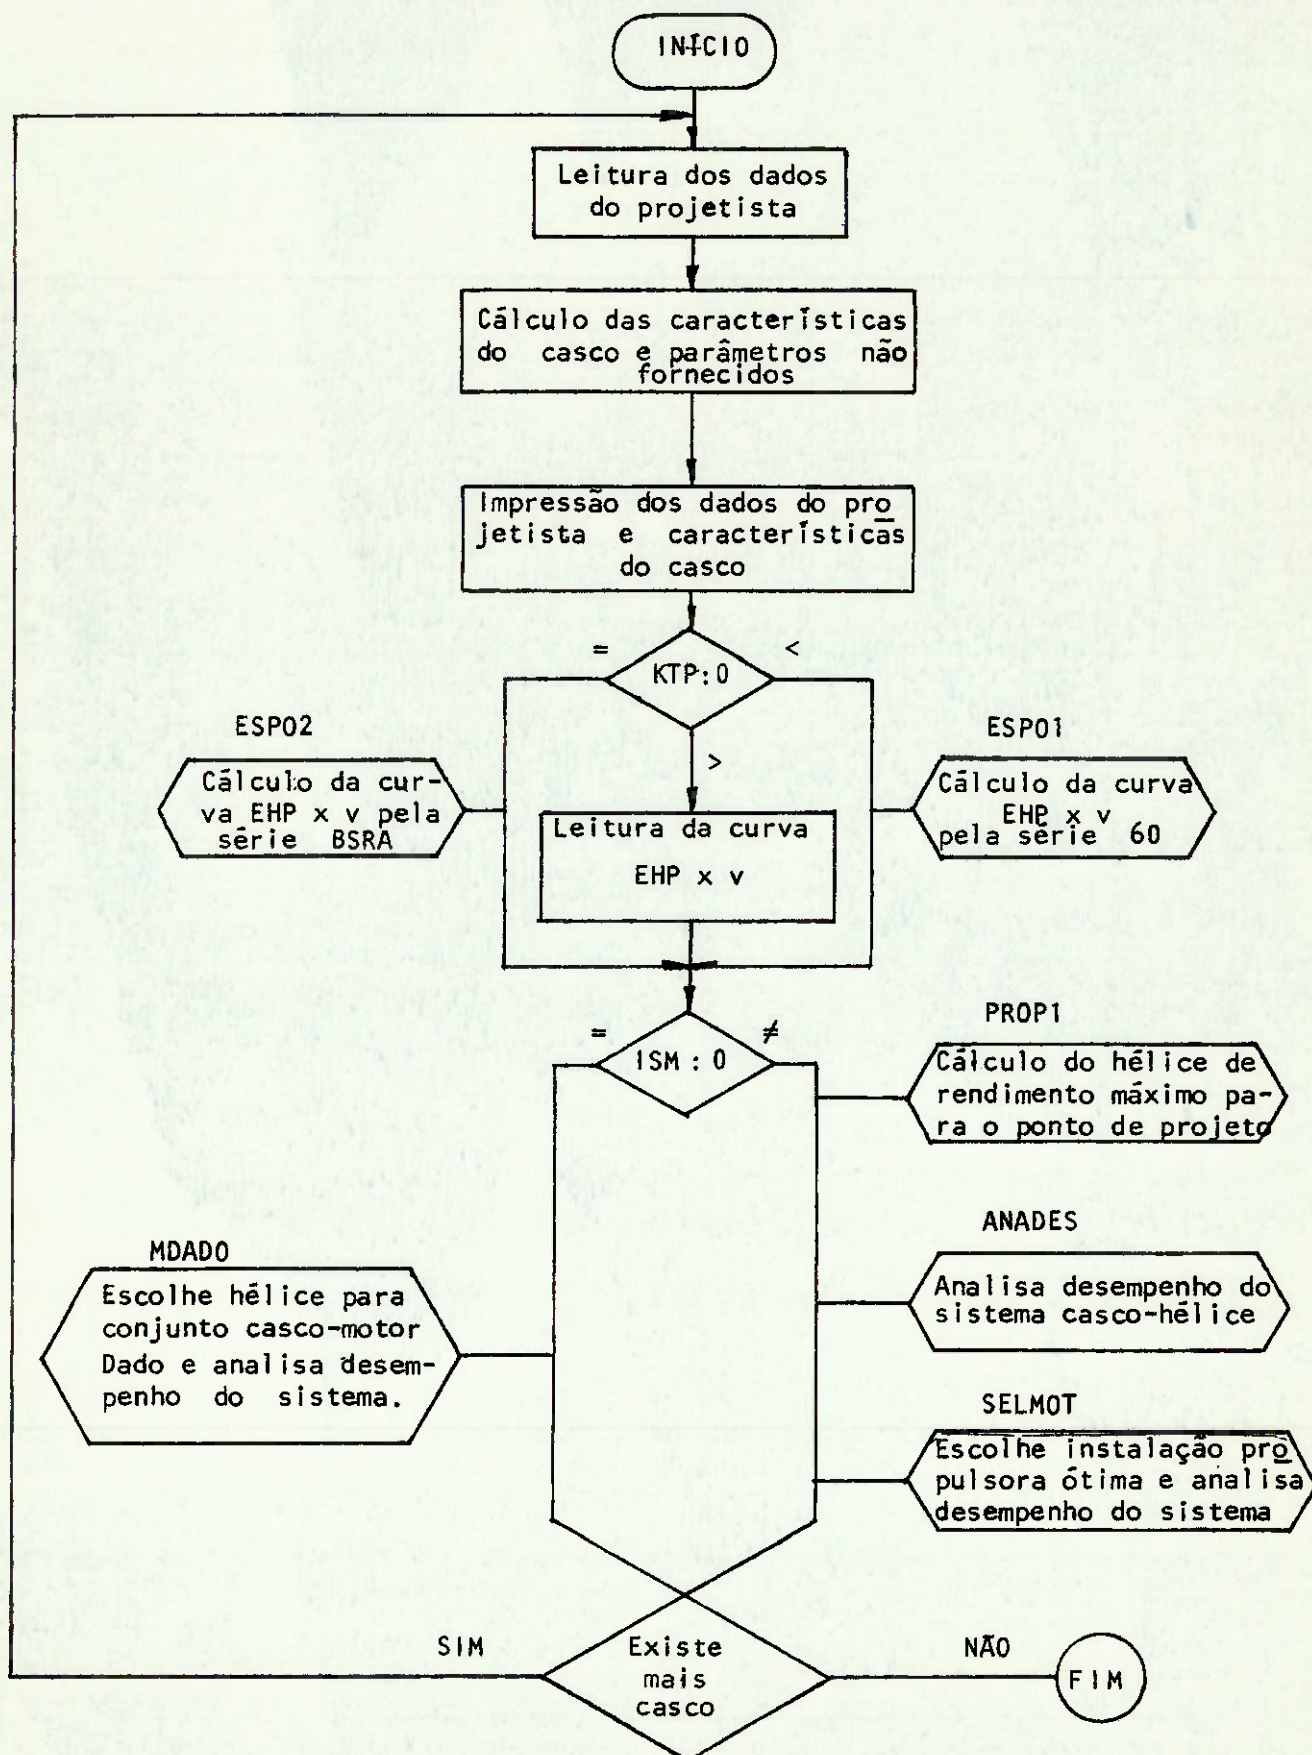 INÍCIO
Leitura dos dados
do projetista
Cálculo das características
do casco e parâmetros não
fornecidos
Impressão dos dados do pro
jetista e características
do casco
= KTP:0 <
>
ESPO2
Cálculo da cur-
va EHP x v pela
série BSRA
Leitura da curva
EHP x v
ESPO1
Cálculo da curva
EHP x v
pela série 60
= ISM : 0 ≠
PROP1
Cálculo do hélice de
rendimento máximo pa-
ra o ponto de projeto
ANADES
Analisa desempenho do
sistema casco-hélice
MDADO
Escolhe hélice para
conjunto casco-motor
Dado e analisa desem-
penho do sistema.
SELMOT
Escolhe instalação pro
pulsora ótima e analisa
desempenho do sistema
SIM
Existe
mais
casco
NÃO
FIM